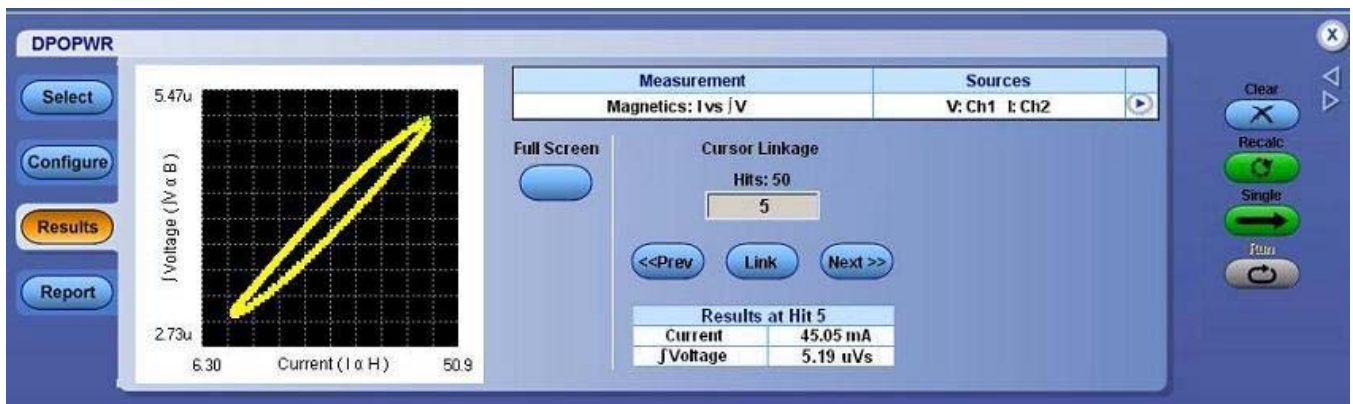 DPOPWR
Select
Configure
Results
Report
5.47u
∫ Voltage ( ∫V α B )
2.73u
6.30 Current ( I α H ) 50.9
Measurement Sources
Magnetics: I vs ∫ V V: Ch1 I: Ch2
Full Screen
Cursor Linkage
Hits: 50
5
<<Prev Link Next >>
Results at Hit 5
Current 45.05 mA
∫Voltage 5.19 uVs
X
Clear
Recalc
Single
Run